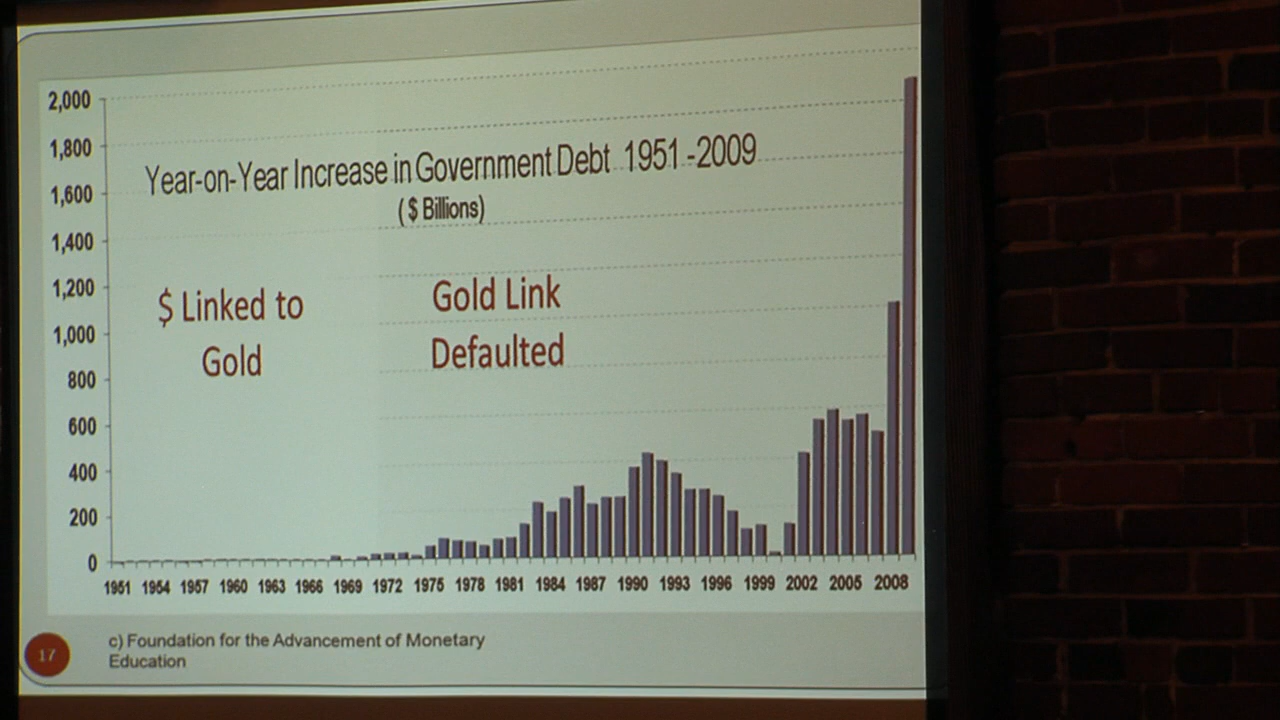 2,000
1,800
1,600
1,400
1,200
1,000
800
600
400
200
0
Year-on-Year Increase in Government Debt 1951-2009
($ Billions)
$ Linked to
Gold
Gold Link
Defaulted
1951 1954 1957 1960 1963 1966 1969 1972 1975 1978 1981 1984 1987 1990 1993 1996 1999 2002 2005 2008
17
c) Foundation for the Advancement of Monetary
Education